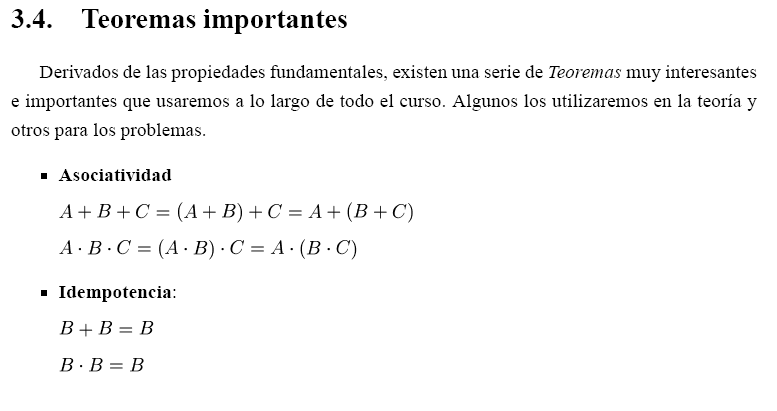 3.4. Teoremas importantes
Derivados de las propiedades fundamentales, existen una serie de Teoremas muy interesantes
e importantes que usaremos a lo largo de todo el curso. Algunos los utilizaremos en la teoría y
otros para los problemas.
▪ Asociatividad
A + B + C = (A + B) + C = A + (B + C)
A · B · C = (A · B) · C = A · (B · C)
▪ Idempotencia:
B + B = B
B · B = B